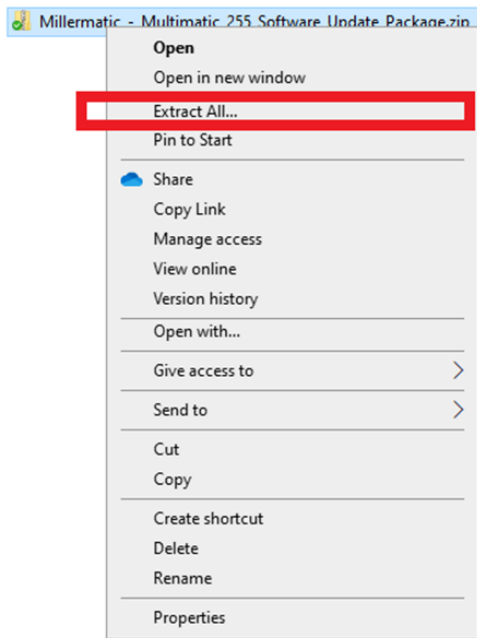 Millermatic - Multimatic 255 Software Update Package.zip
Open
Open in new window
Extract All...
Pin to Start
Share
Copy Link
Manage access
View online
Version history
Open with...
Give access to
Send to
Cut
Copy
Create shortcut
Delete
Rename
Properties